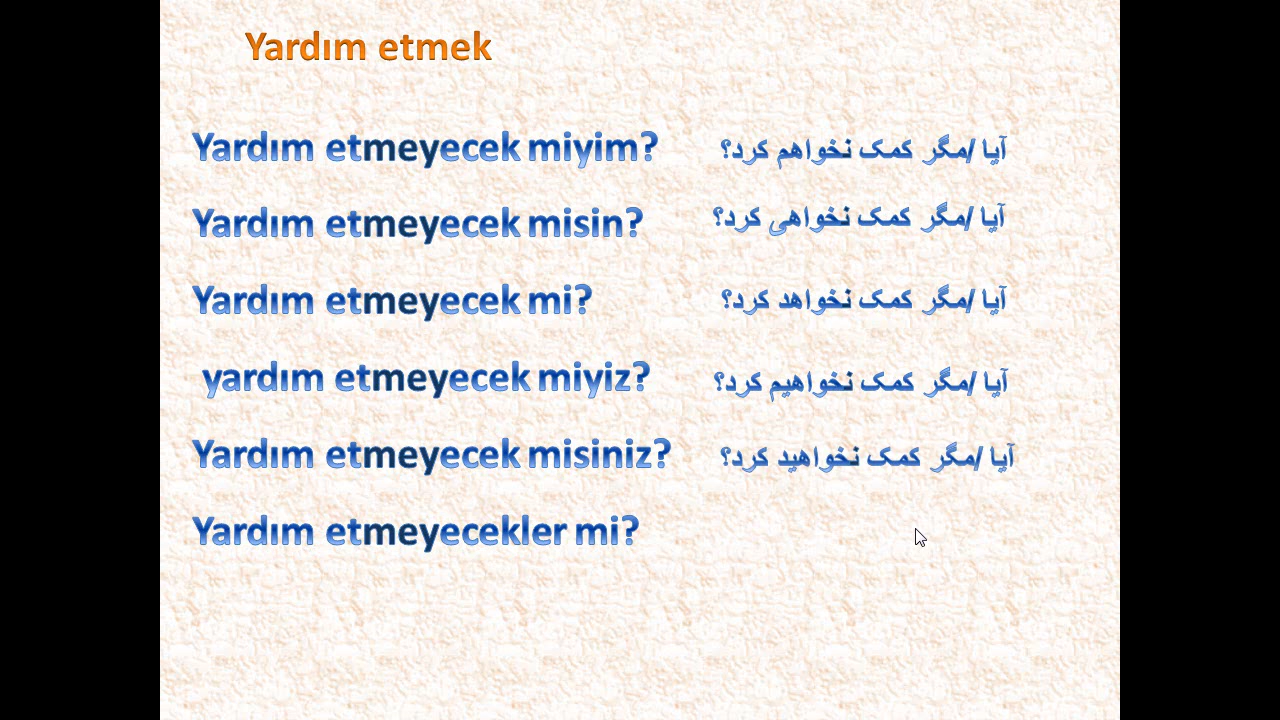 Yardım etmek
Yardım etmeyecek miyim? آیا /مگر کمک نخواهم کرد؟
Yardım etmeyecek misin? آیا /مگر کمک نخواهی کرد؟
Yardım etmeyecek mi? آیا /مگر کمک نخواهد کرد؟
yardım etmeyecek miyiz? آیا /مگر کمک نخواهیم کرد؟
Yardım etmeyecek misiniz? آیا /مگر کمک نخواهید کرد؟
Yardım etmeyecekler mi?